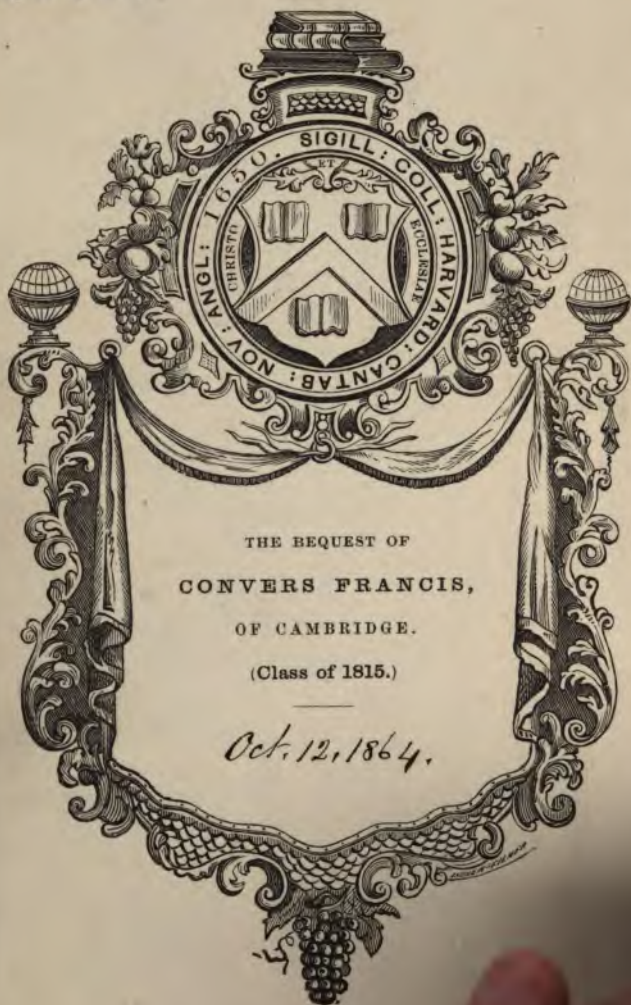 SIGILL: COLL: HARVARD: CANTAB: NOV: ANGL: 1650.
CHRISTO
ET
ECCLESIAE
THE BEQUEST OF
CONVERS FRANCIS,
OF CAMBRIDGE.
(Class of 1815.)
Oct. 12, 1864.